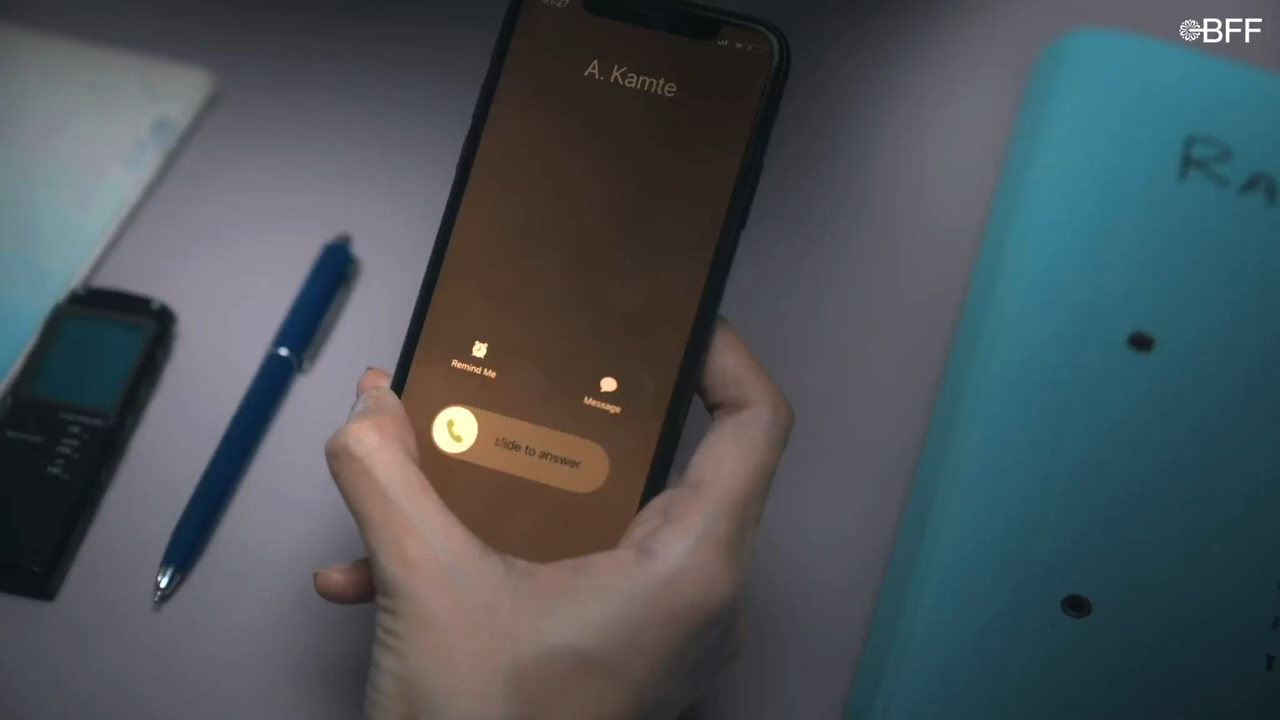 BFF
A. Kamte
Remind Me
Message
slide to answer